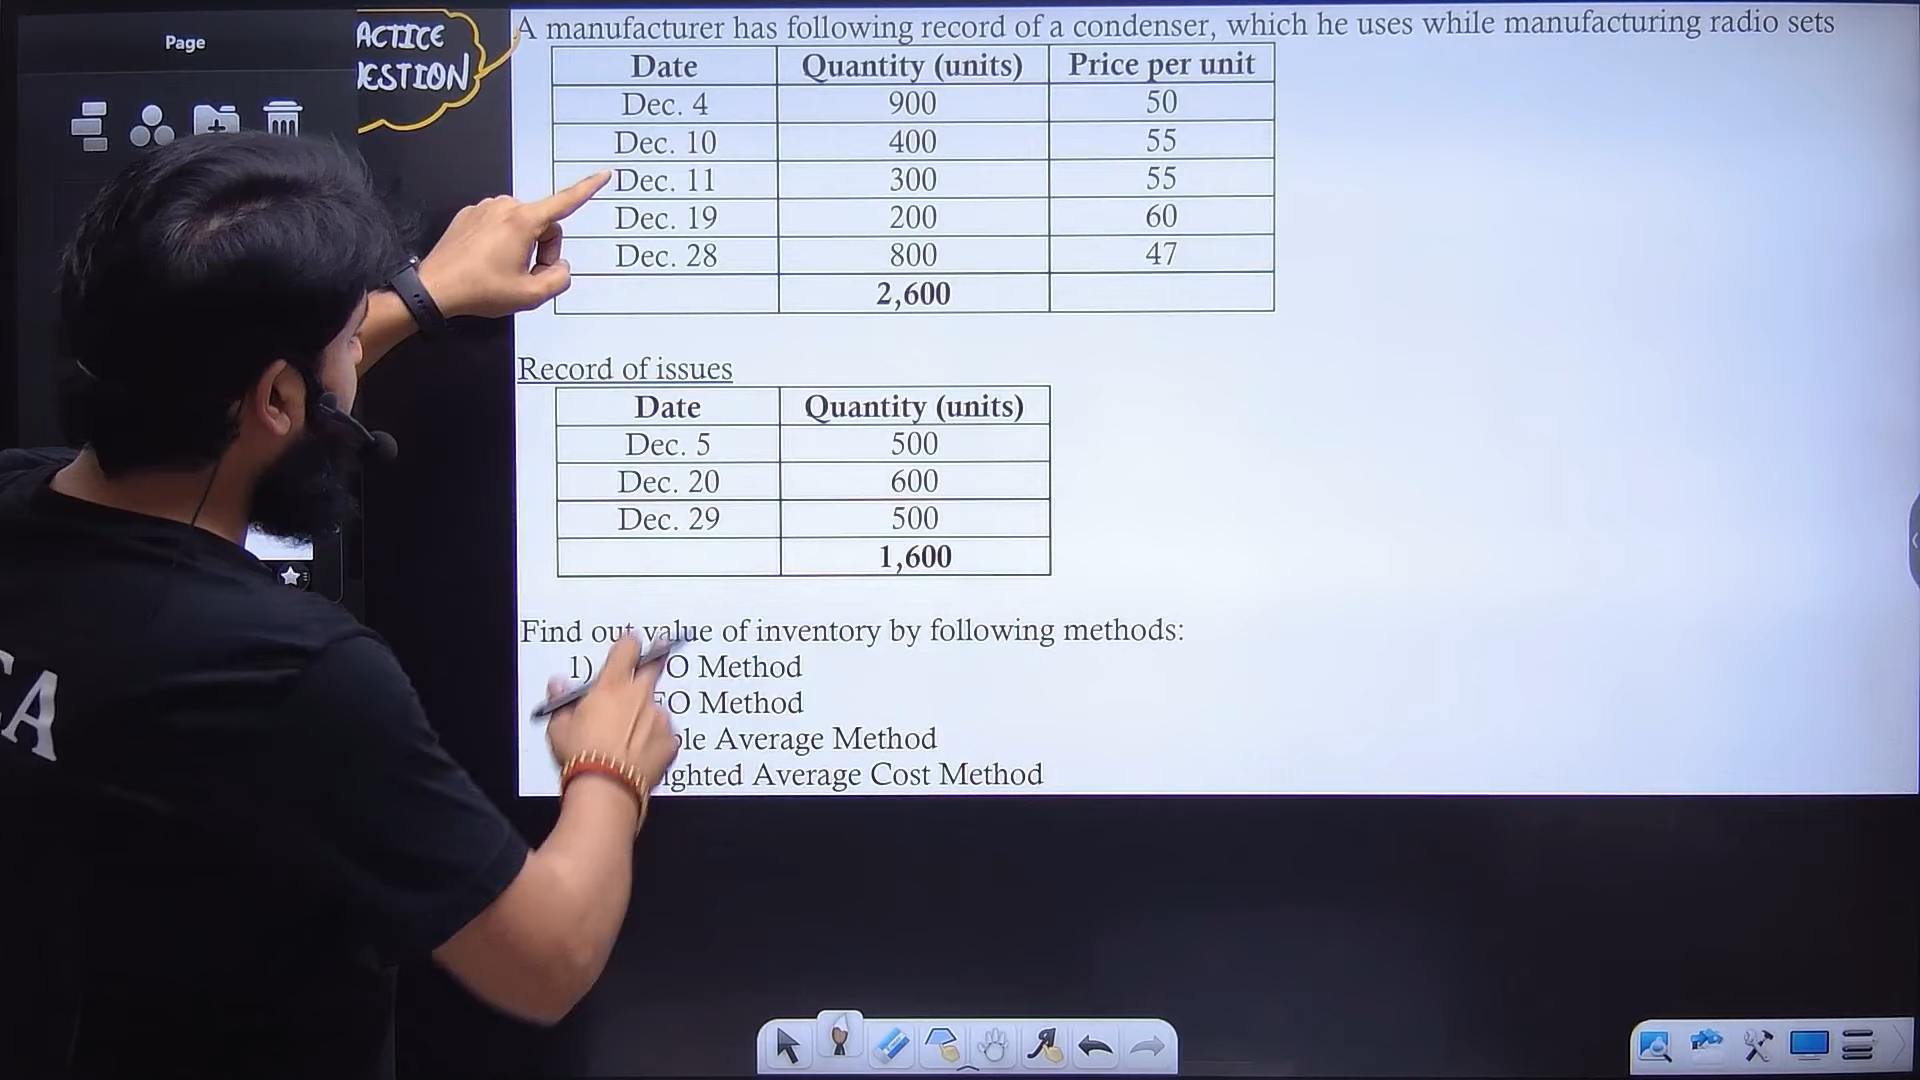 Page
ACTICE
ESTION
A manufacturer has following record of a condenser, which he uses while manufacturing radio sets
Date Quantity (units) Price per unit
Dec. 4 900 50
Dec. 10 400 55
Dec. 11 300 55
Dec. 19 200 60
Dec. 28 800 47
2,600
Record of issues
Date Quantity (units)
Dec. 5 500
Dec. 20 600
Dec. 29 500
1,600
Find out value of inventory by following methods:
1) O Method
FO Method
ple Average Method
ighted Average Cost Method
CA